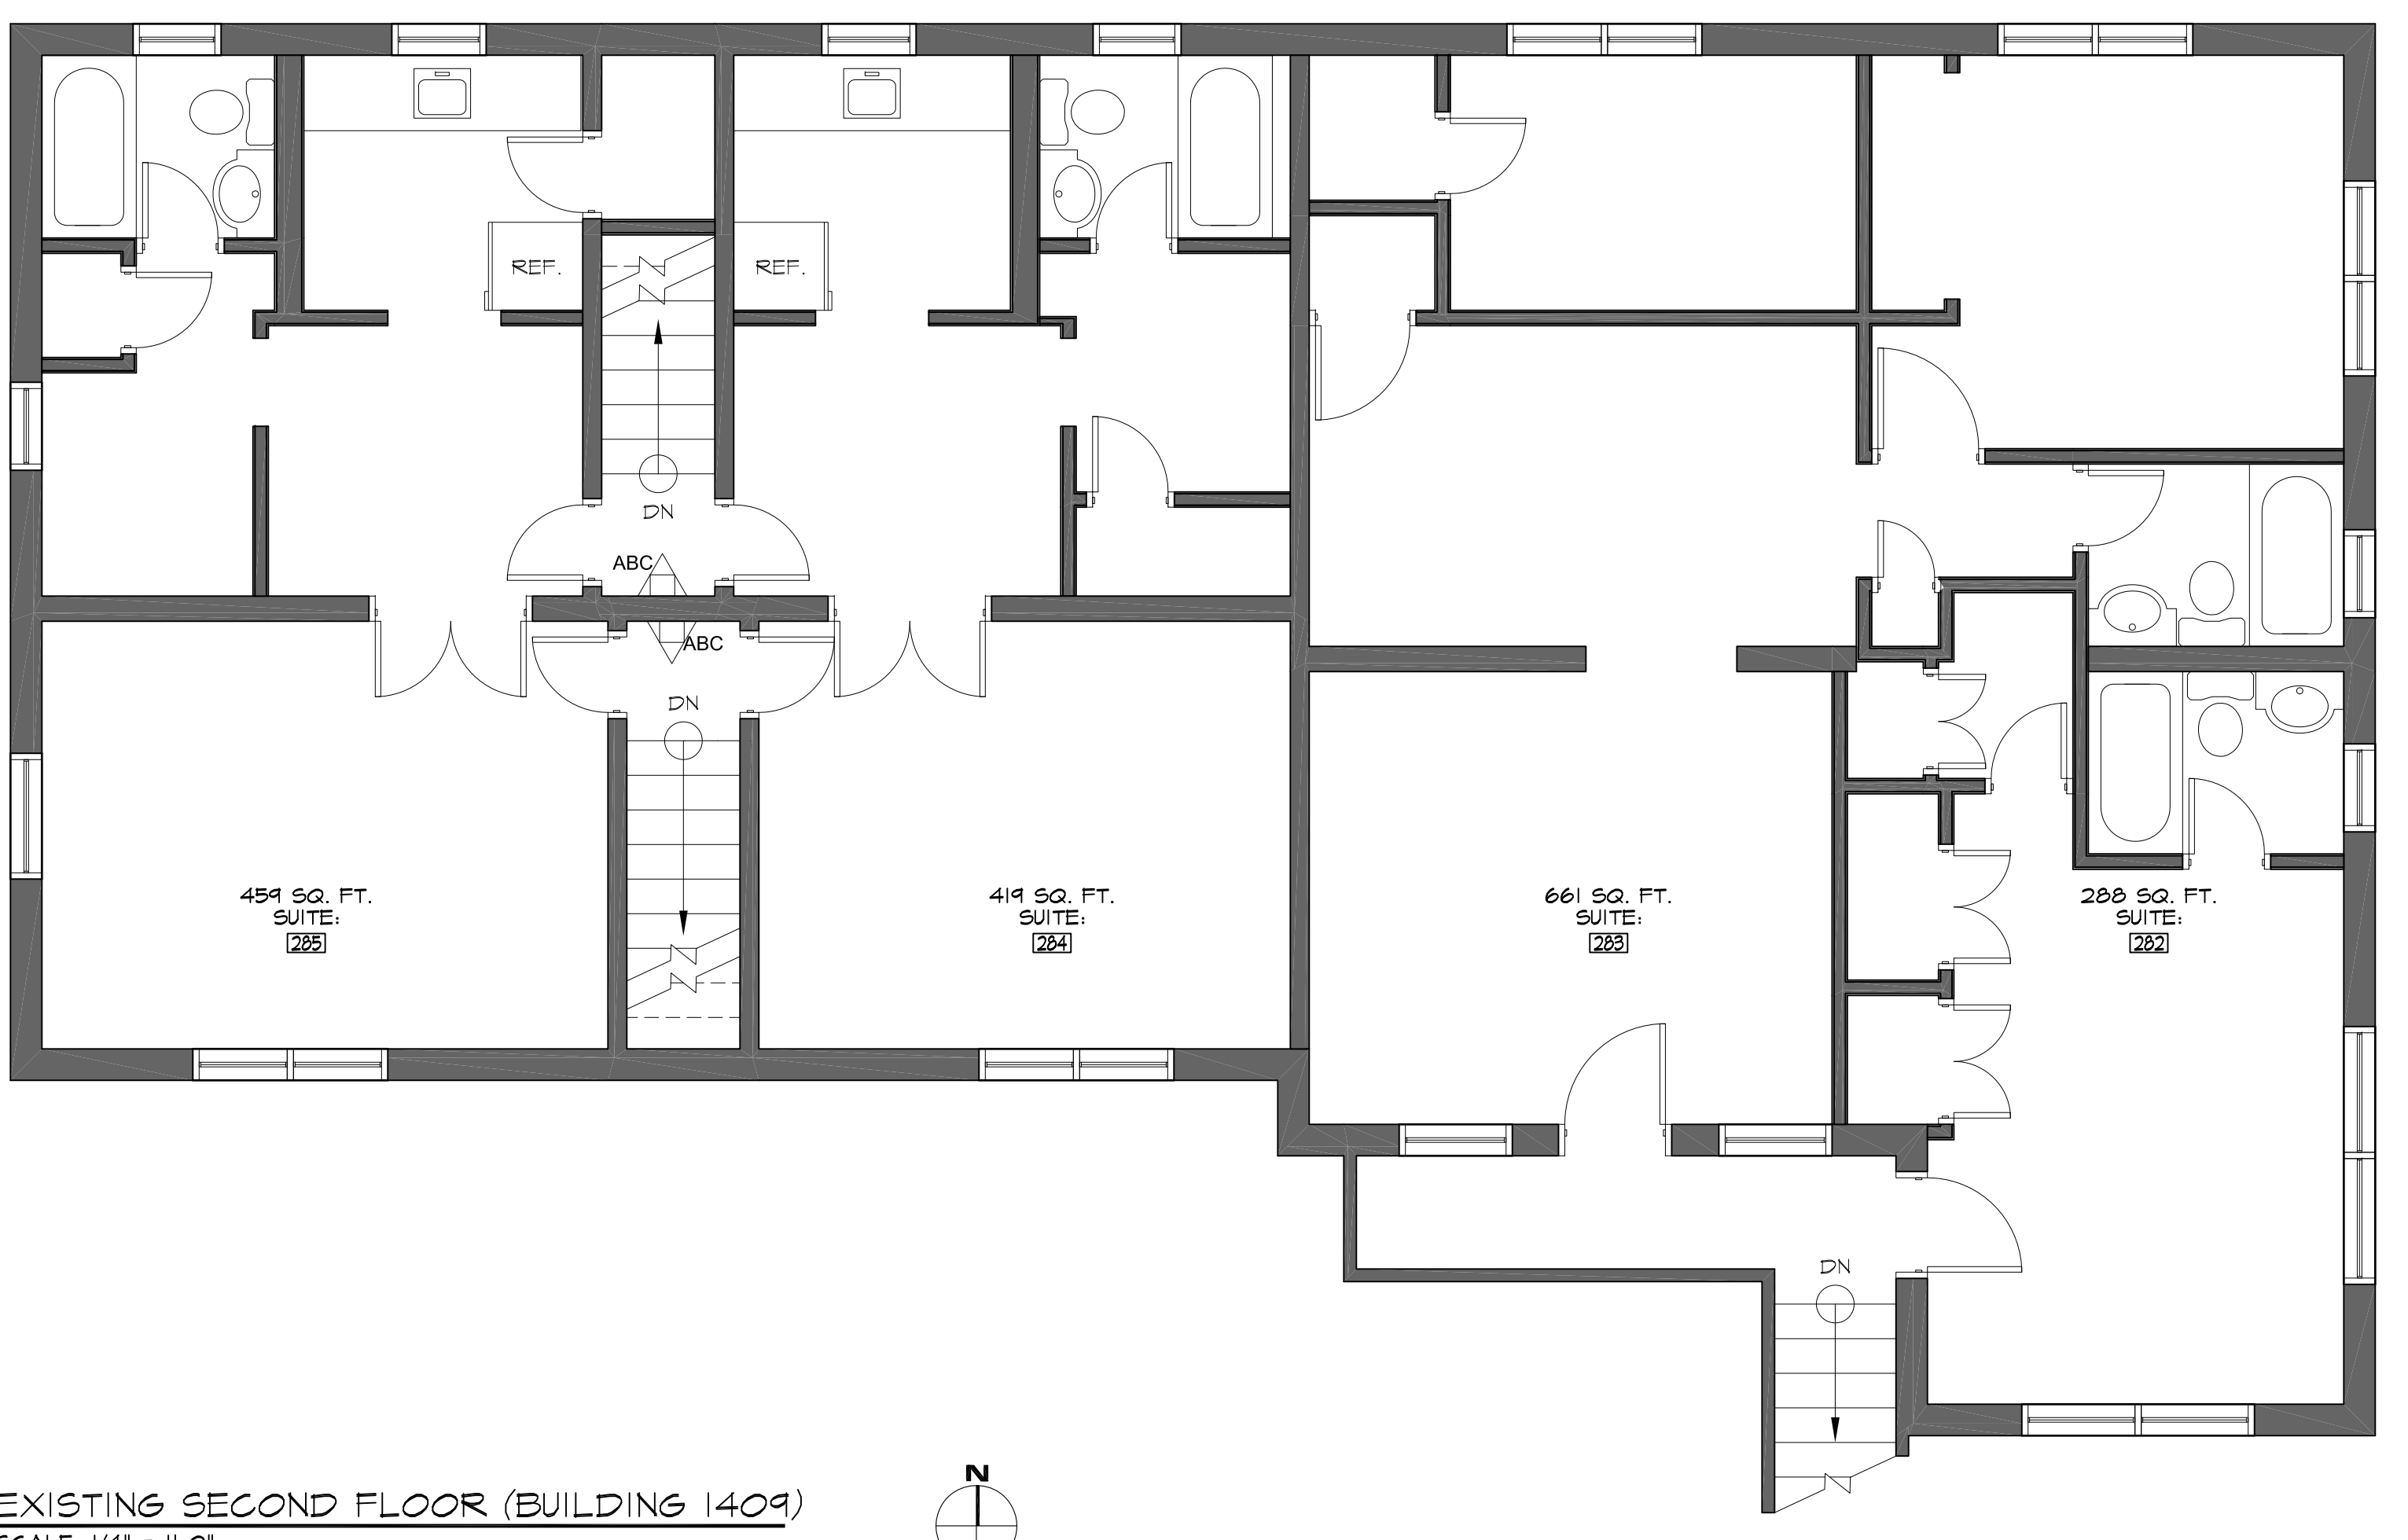 REF.
REF.
DN
ABC
ABC
DN
459 SQ. FT.
SUITE:
285
419 SQ. FT.
SUITE:
284
661 SQ. FT.
SUITE:
283
288 SQ. FT.
SUITE:
282
DN
N
EXISTING SECOND FLOOR (BUILDING 1409)